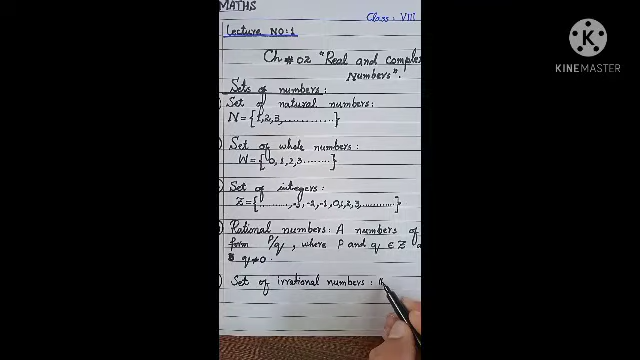 MATHS
Class: VIII
Lecture NO:1
Ch # 02 "Real and Complex
Numbers".
Sets of numbers:
Set of natural numbers:
N={1,2,3,............}
Set of whole numbers:
W={0,1,2,3........}
Set of integers:
Z={.........,-3,-2,-1,0,1,2,3,............}
Rational numbers: A numbers of
form P/q, where P and q ∈ Z
q≠0.
Set of irrational numbers:
KINEMASTER